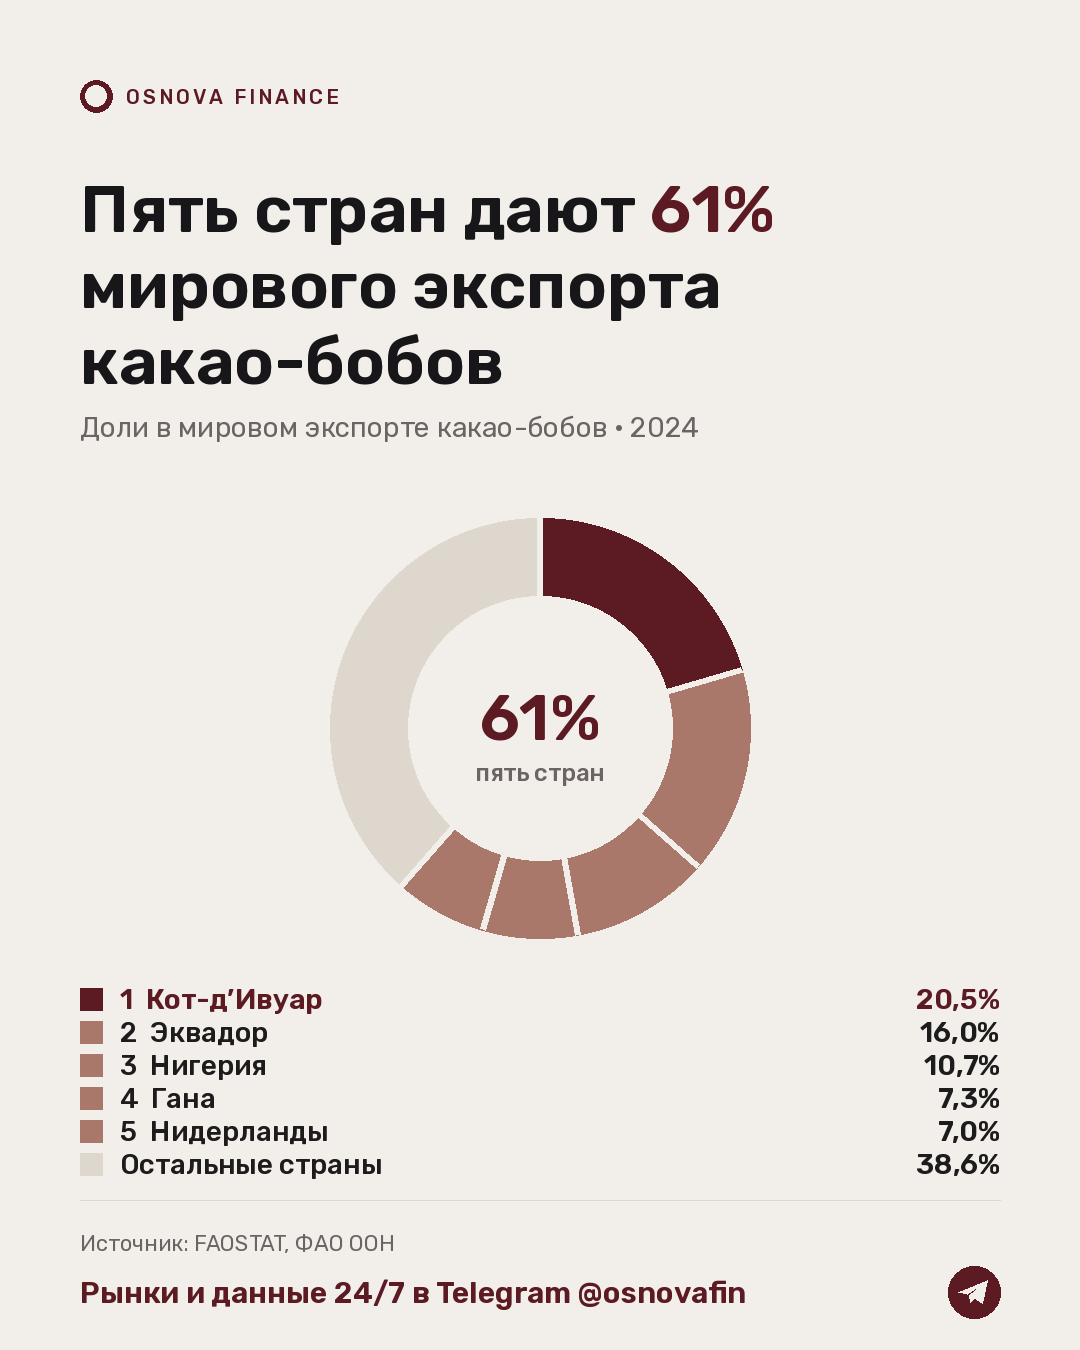 OSNOVA FINANCE
Пять стран дают 61%
мирового экспорта
какао-бобов
Доли в мировом экспорте какао-бобов • 2024
61%
пять стран
1 Кот-д’Ивуар 20,5%
2 Эквадор 16,0%
3 Нигерия 10,7%
4 Гана 7,3%
5 Нидерланды 7,0%
Остальные страны 38,6%
Источник: FAOSTAT, ФАО ООН
Рынки и данные 24/7 в Telegram @osnovafin